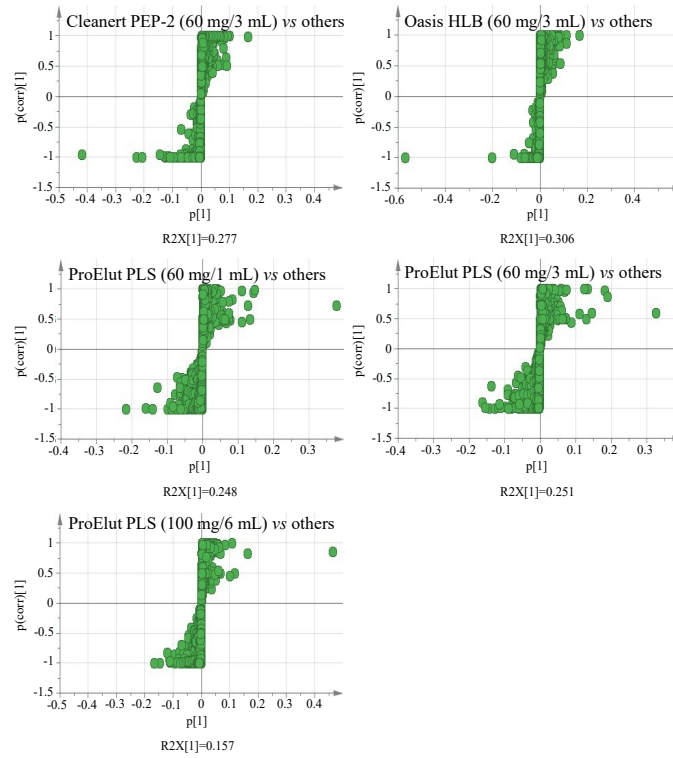 Cleanert PEP-2 (60 mg/3 mL) vs others
p(corr)[1]
1
0.5
0
-0.5
-1
-1.5
-0.5 -0.4 -0.3 -0.2 -0.1 0 0.1 0.2 0.3 0.4
p[1]
R2X[1]=0.277
Oasis HLB (60 mg/3 mL) vs others
p(corr)[1]
1
0.5
0
-0.5
-1
-1.5
-0.6 -0.4 -0.2 0 0.2 0.4
p[1]
R2X[1]=0.306
ProElut PLS (60 mg/1 mL) vs others
p(corr)[1]
1
0.5
0
-0.5
-1
-1.5
-0.4 -0.3 -0.2 -0.1 0 0.1 0.2 0.3
p[1]
R2X[1]=0.248
ProElut PLS (60 mg/3 mL) vs others
p(corr)[1]
1
0.5
0
-0.5
-1
-1.5
-0.4 -0.3 -0.2 -0.1 0 0.1 0.2 0.3
p[1]
R2X[1]=0.251
ProElut PLS (100 mg/6 mL) vs others
p(corr)[1]
1
0.5
0
-0.5
-1
-1.5
-0.5 -0.4 -0.3 -0.2 -0.1 0 0.1 0.2 0.3 0.4
p[1]
R2X[1]=0.157